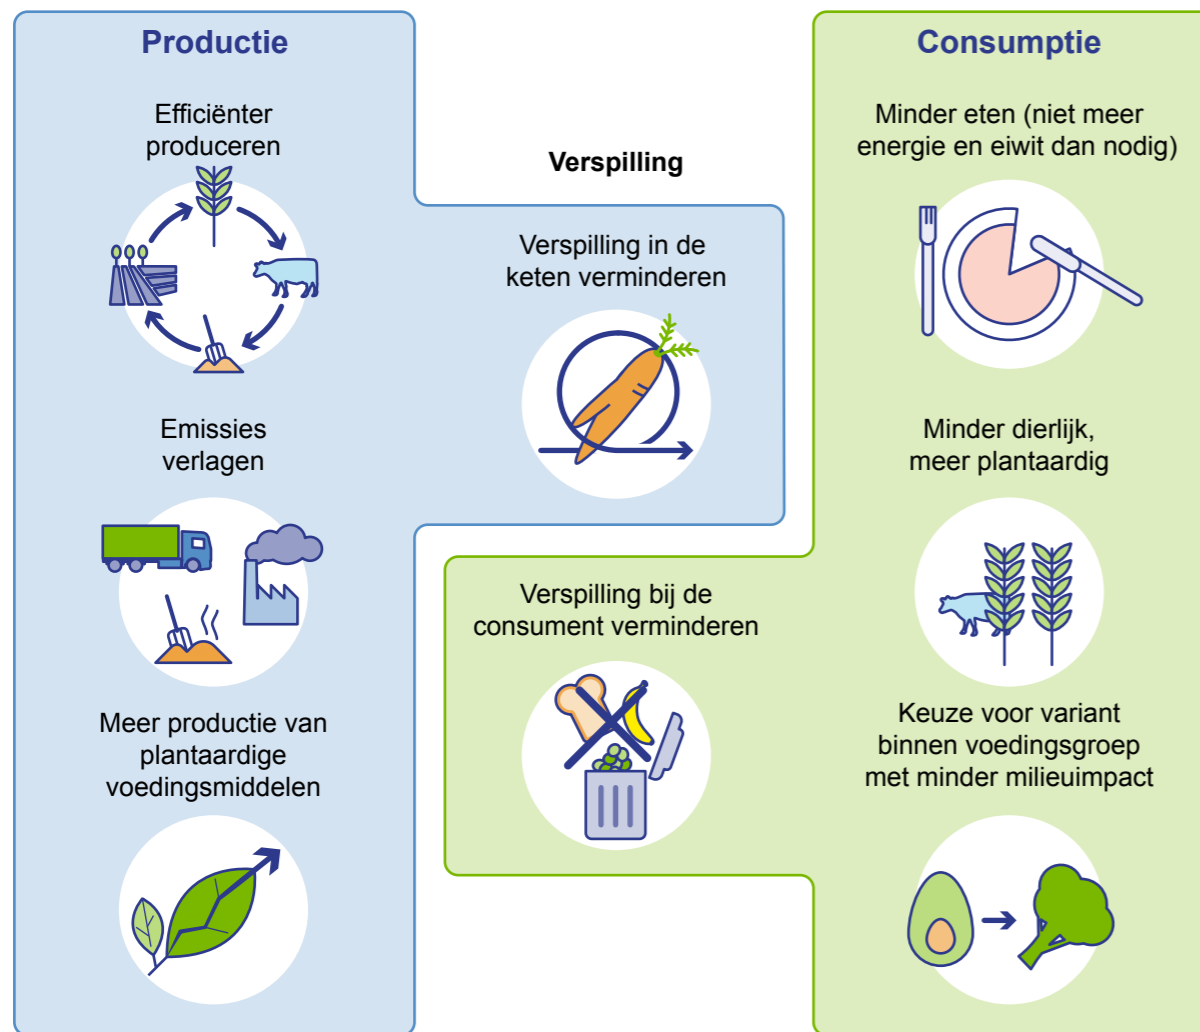 Productie
Efficiënter
produceren
Emissies
verlagen
Meer productie van
plantaardige
voedingsmiddelen
Verspilling
Verspilling in de
keten verminderen
Verspilling bij de
consument verminderen
Consumptie
Minder eten (niet meer
energie en eiwit dan nodig)
Minder dierlijk,
meer plantaardig
Keuze voor variant
binnen voedingsgroep
met minder milieuimpact